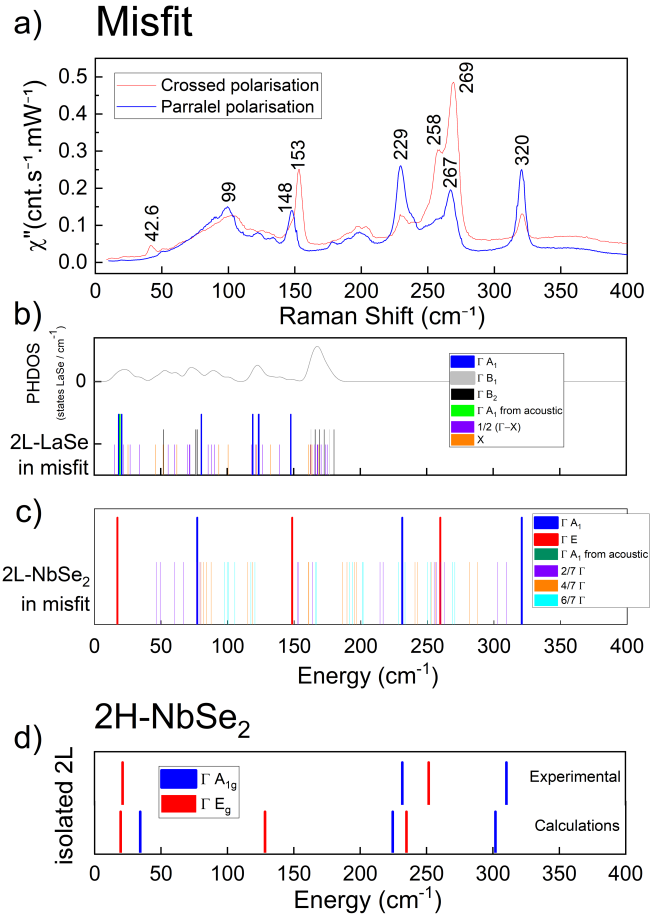 a) Misfit
0.5
0.4
0.3
0.2
0.1
0.0
χ''(cnt.s⁻¹.mW⁻¹)
Crossed polarisation
Parralel polarisation
42.6
99
148
153
229
258
267
269
320
0 50 100 150 200 250 300 350 400
Raman Shift (cm⁻¹)
b)
PHDOS
(states LaSe / cm⁻¹)
0
2L-LaSe
in misfit
Γ A₁
Γ B₁
Γ B₂
Γ A₁ from acoustic
1/2 (Γ−X)
X
c)
2L-NbSe₂
in misfit
Γ A₁
Γ E
Γ A₁ from acoustic
2/7 Γ
4/7 Γ
6/7 Γ
0 50 100 150 200 250 300 350 400
Energy (cm⁻¹)
2H-NbSe₂
d)
isolated 2L
Γ A₁g
Γ Eg
Experimental
Calculations
0 50 100 150 200 250 300 350 400
Energy (cm⁻¹)